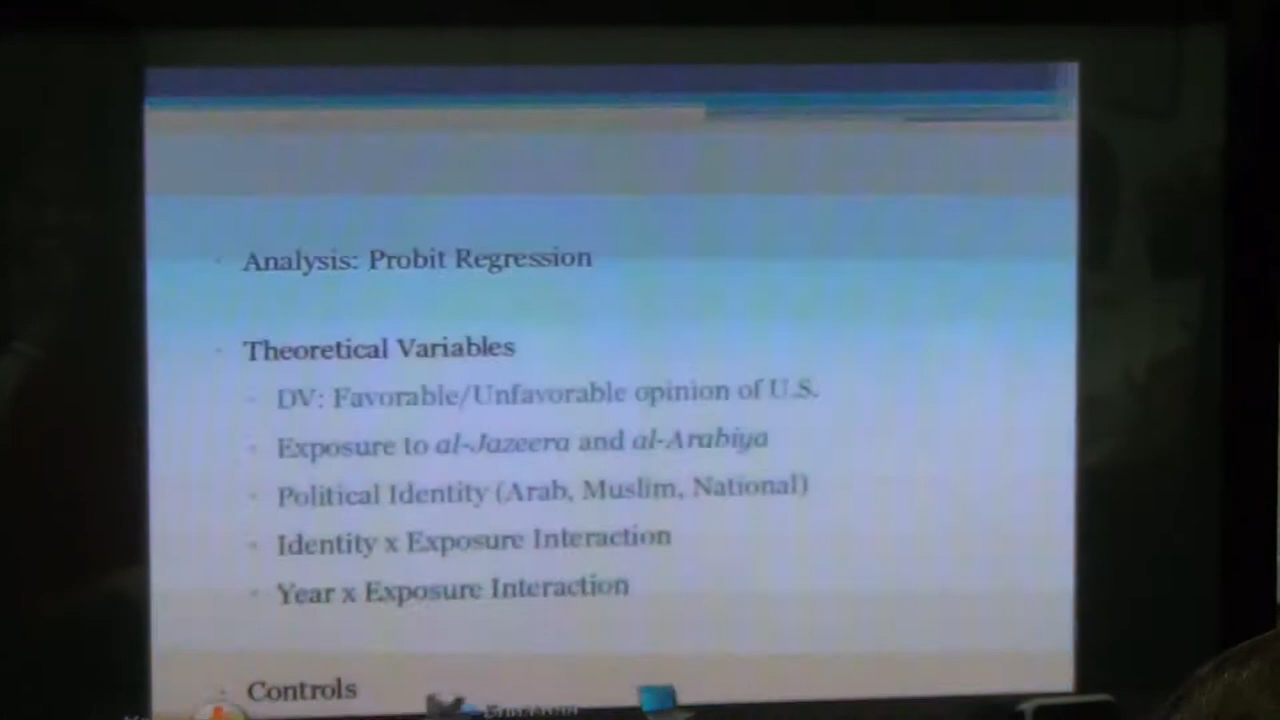 Analysis: Probit Regression
Theoretical Variables
DV: Favorable/Unfavorable opinion of U.S.
Exposure to al-Jazeera and al-Arabiya
Political Identity (Arab, Muslim, National)
Identity x Exposure Interaction
Year x Exposure Interaction
Controls